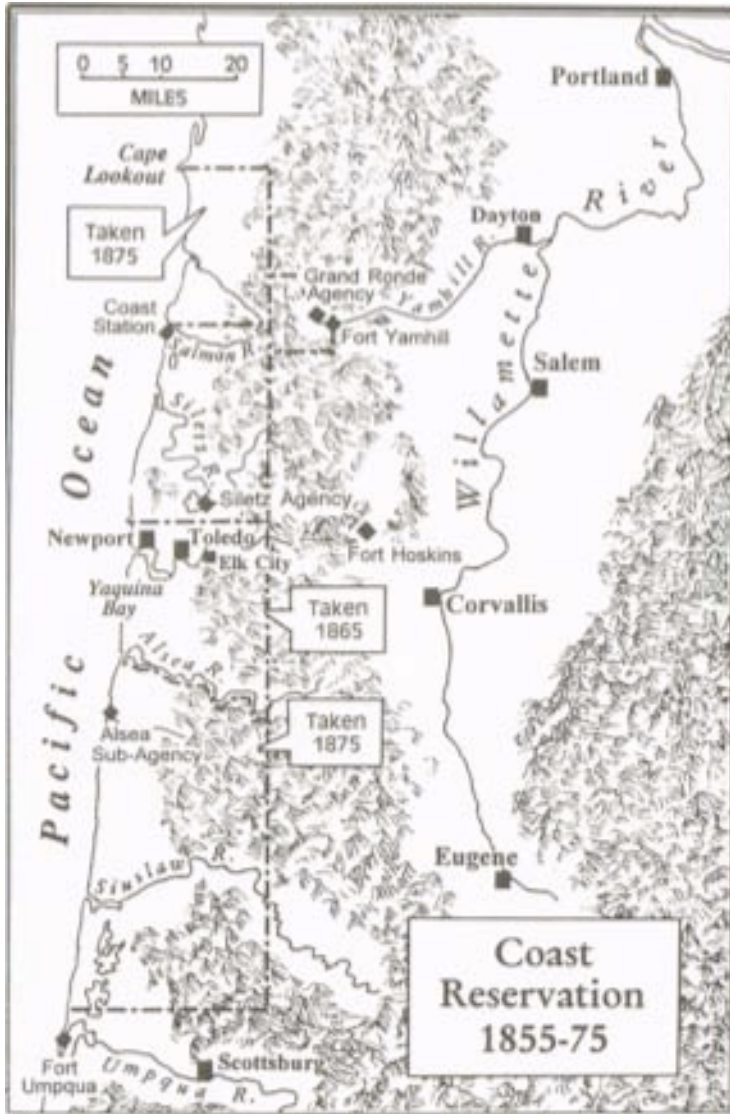 0 5 10 20
MILES
Portland
Cape
Lookout
River
Dayton
Taken
1875
Grand Ronde
Agency
Yamhill R.
Coast
Station
Fort Yamhill
Salmon R
Willamette
Salem
Siletz R.
Ocean
Siletz Agency
Newport
Toledo
Fort Hoskins
Elk City
Yaquina
Bay
Taken
1865
Corvallis
Alsea R.
Pacific
Taken
1875
Alsea
Sub-Agency
Eugene
Siuslaw R.
Coast
Reservation
1855-75
Scottsburg
Fort
Umpqua
Umpqua R.